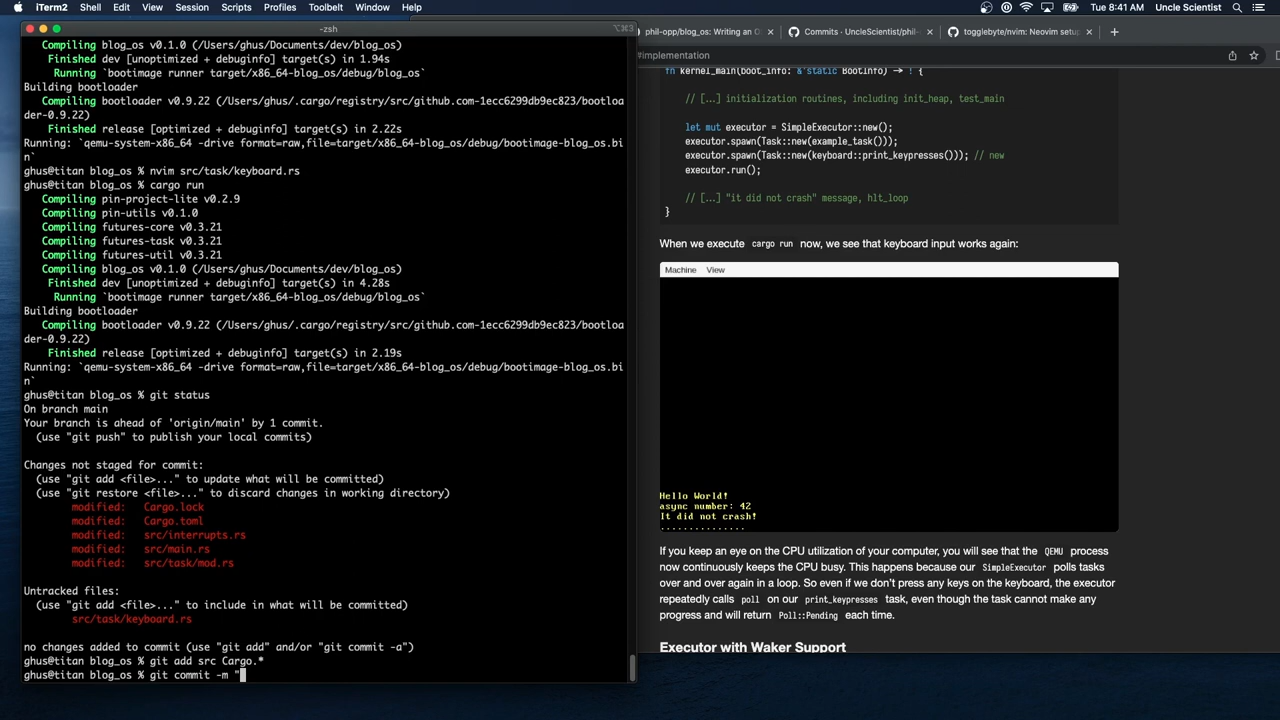 iTerm2 Shell Edit View Session Scripts Profiles Toolbelt Window Help
Tue 8:41 AM Uncle Scientist
-zsh
⌥⌘3
Compiling blog_os v0.1.0 (/Users/ghus/Documents/dev/blog_os)
Finished dev [unoptimized + debuginfo] target(s) in 1.94s
Running `bootimage runner target/x86_64-blog_os/debug/blog_os`
Building bootloader
Compiling bootloader v0.9.22 (/Users/ghus/.cargo/registry/src/github.com-1ecc6299db9ec823/bootloa
der-0.9.22)
Finished release [optimized + debuginfo] target(s) in 2.22s
Running: `qemu-system-x86_64 -drive format=raw,file=target/x86_64-blog_os/debug/bootimage-blog_os.bi
n`
ghus@titan blog_os % nvim src/task/keyboard.rs
ghus@titan blog_os % cargo run
Compiling pin-project-lite v0.2.9
Compiling pin-utils v0.1.0
Compiling futures-core v0.3.21
Compiling futures-task v0.3.21
Compiling futures-util v0.3.21
Compiling blog_os v0.1.0 (/Users/ghus/Documents/dev/blog_os)
Finished dev [unoptimized + debuginfo] target(s) in 4.28s
Running `bootimage runner target/x86_64-blog_os/debug/blog_os`
Building bootloader
Compiling bootloader v0.9.22 (/Users/ghus/.cargo/registry/src/github.com-1ecc6299db9ec823/bootloa
der-0.9.22)
Finished release [optimized + debuginfo] target(s) in 2.19s
Running: `qemu-system-x86_64 -drive format=raw,file=target/x86_64-blog_os/debug/bootimage-blog_os.bi
n`
ghus@titan blog_os % git status
On branch main
Your branch is ahead of 'origin/main' by 1 commit.
(use "git push" to publish your local commits)
Changes not staged for commit:
(use "git add <file>..." to update what will be committed)
(use "git restore <file>..." to discard changes in working directory)
modified: Cargo.lock
modified: Cargo.toml
modified: src/interrupts.rs
modified: src/main.rs
modified: src/task/mod.rs
Untracked files:
(use "git add <file>..." to include in what will be committed)
src/task/keyboard.rs
no changes added to commit (use "git add" and/or "git commit -a")
ghus@titan blog_os % git add src Cargo.*
ghus@titan blog_os % git commit -m "
phil-opp/blog_os: Writing an O
Commits · UncleScientist/phil-
togglebyte/nvim: Neovim setup
#implementation
fn kernel_main(boot_info: &'static BootInfo) -> ! {
// [...] initialization routines, including init_heap, test_main
let mut executor = SimpleExecutor::new();
executor.spawn(Task::new(example_task()));
executor.spawn(Task::new(keyboard::print_keypresses())); // new
executor.run();
// [...] "it did not crash" message, hlt_loop
}
When we execute cargo run now, we see that keyboard input works again:
Machine View
Hello World!
async number: 42
It did not crash!
...............
If you keep an eye on the CPU utilization of your computer, you will see that the QEMU process
now continuously keeps the CPU busy. This happens because our SimpleExecutor polls tasks
over and over again in a loop. So even if we don't press any keys on the keyboard, the executor
repeatedly calls poll on our print_keypresses task, even though the task cannot make any
progress and will return Poll::Pending each time.
Executor with Waker Support